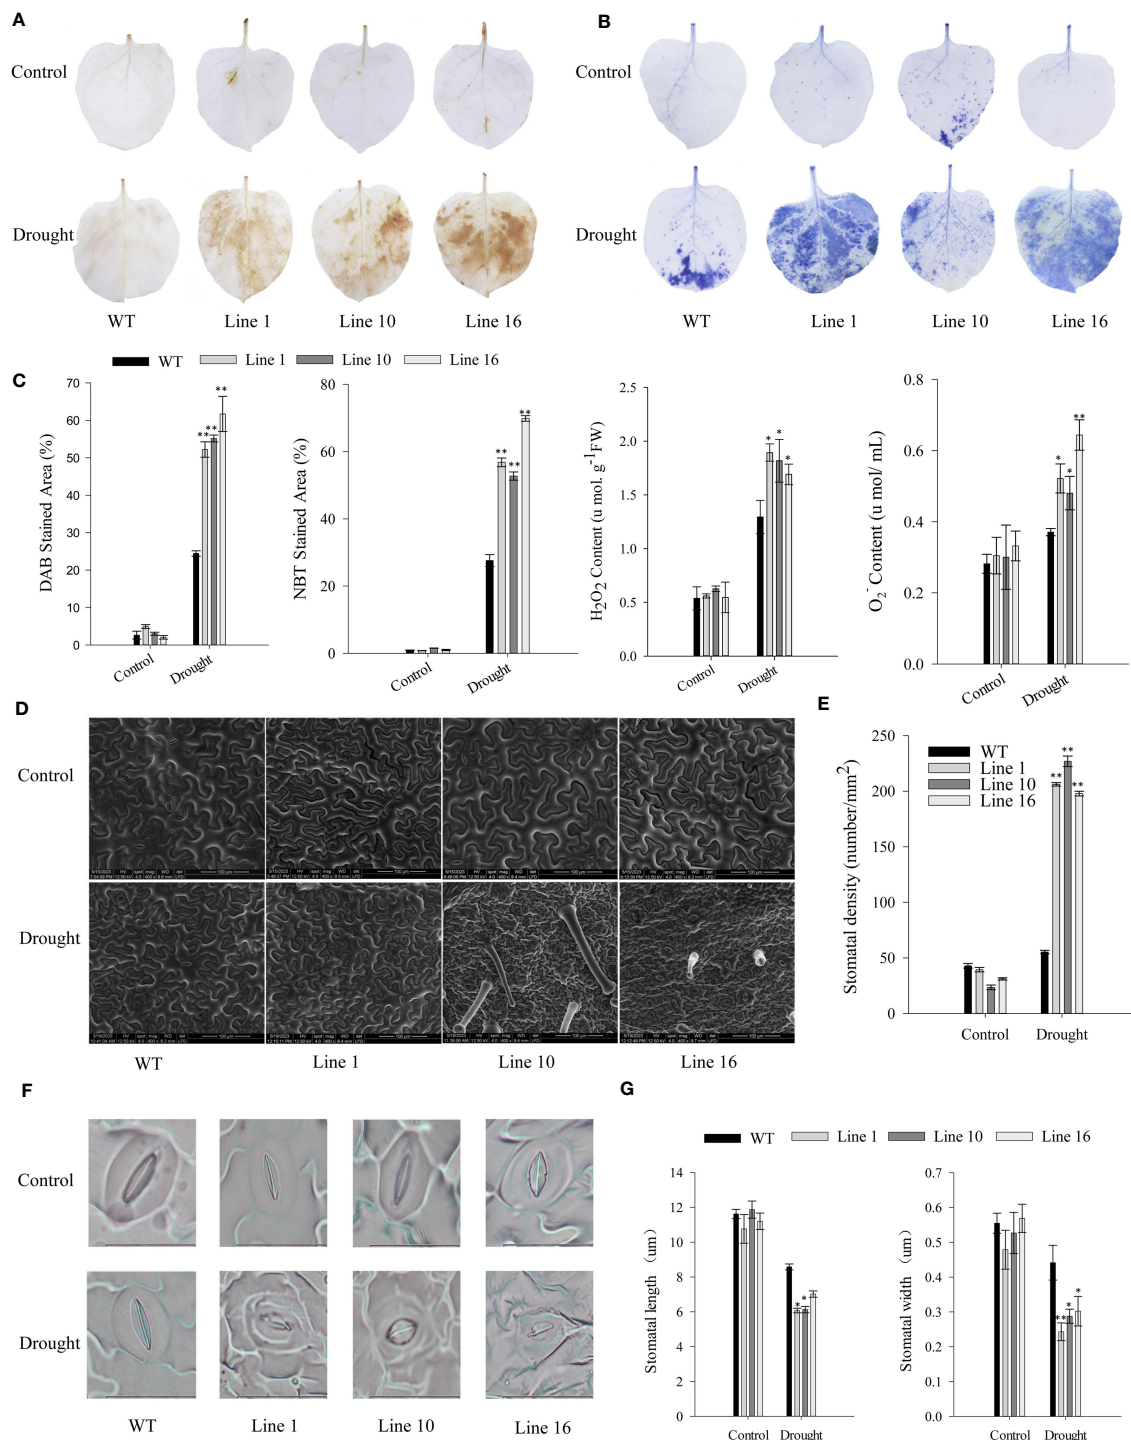 A
B
Control
Control
Drought
Drought
WT
Line 1
Line 10
Line 16
WT
Line 1
Line 10
Line 16
C
WT
Line 1
Line 10
Line 16
DAB Stained Area (%)
70
60
50
40
30
20
10
0
**
**
**
Control
Drought
NBT Stained Area (%)
80
60
40
20
0
**
**
**
Control
Drought
H2O2 Content (u mol. g-1FW)
2.5
2.0
1.5
1.0
0.5
0.0
*
*
*
Control
Drought
O2- Content (u mol/ mL)
0.8
0.6
0.4
0.2
0.0
*
*
**
Control
Drought
D
Control
Drought
WT
Line 1
Line 10
Line 16
E
WT
Line 1
Line 10
Line 16
Stomatal density (number/mm2)
250
200
150
100
50
0
**
**
**
Control
Drought
F
Control
Drought
WT
Line 1
Line 10
Line 16
G
WT
Line 1
Line 10
Line 16
Stomatal length （um）
14
12
10
8
6
4
2
0
*
*
Control
Drought
Stomatal width （um）
0.7
0.6
0.5
0.4
0.3
0.2
0.1
0.0
**
*
*
Control
Drought